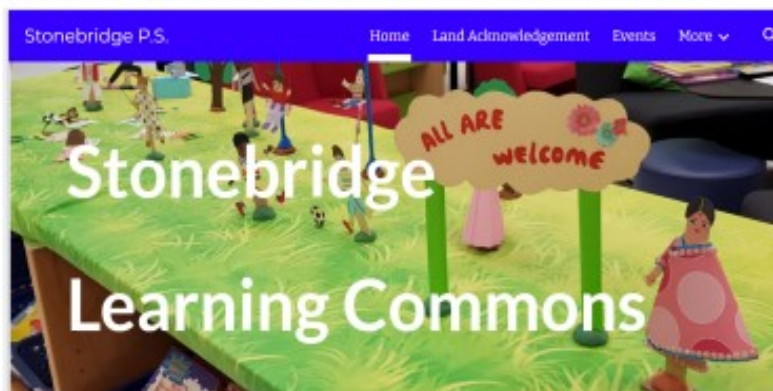 Stonebridge P.S.
Home Land Acknowledgement Events More
ALL ARE
WELCOME
Stonebridge
Learning Commons